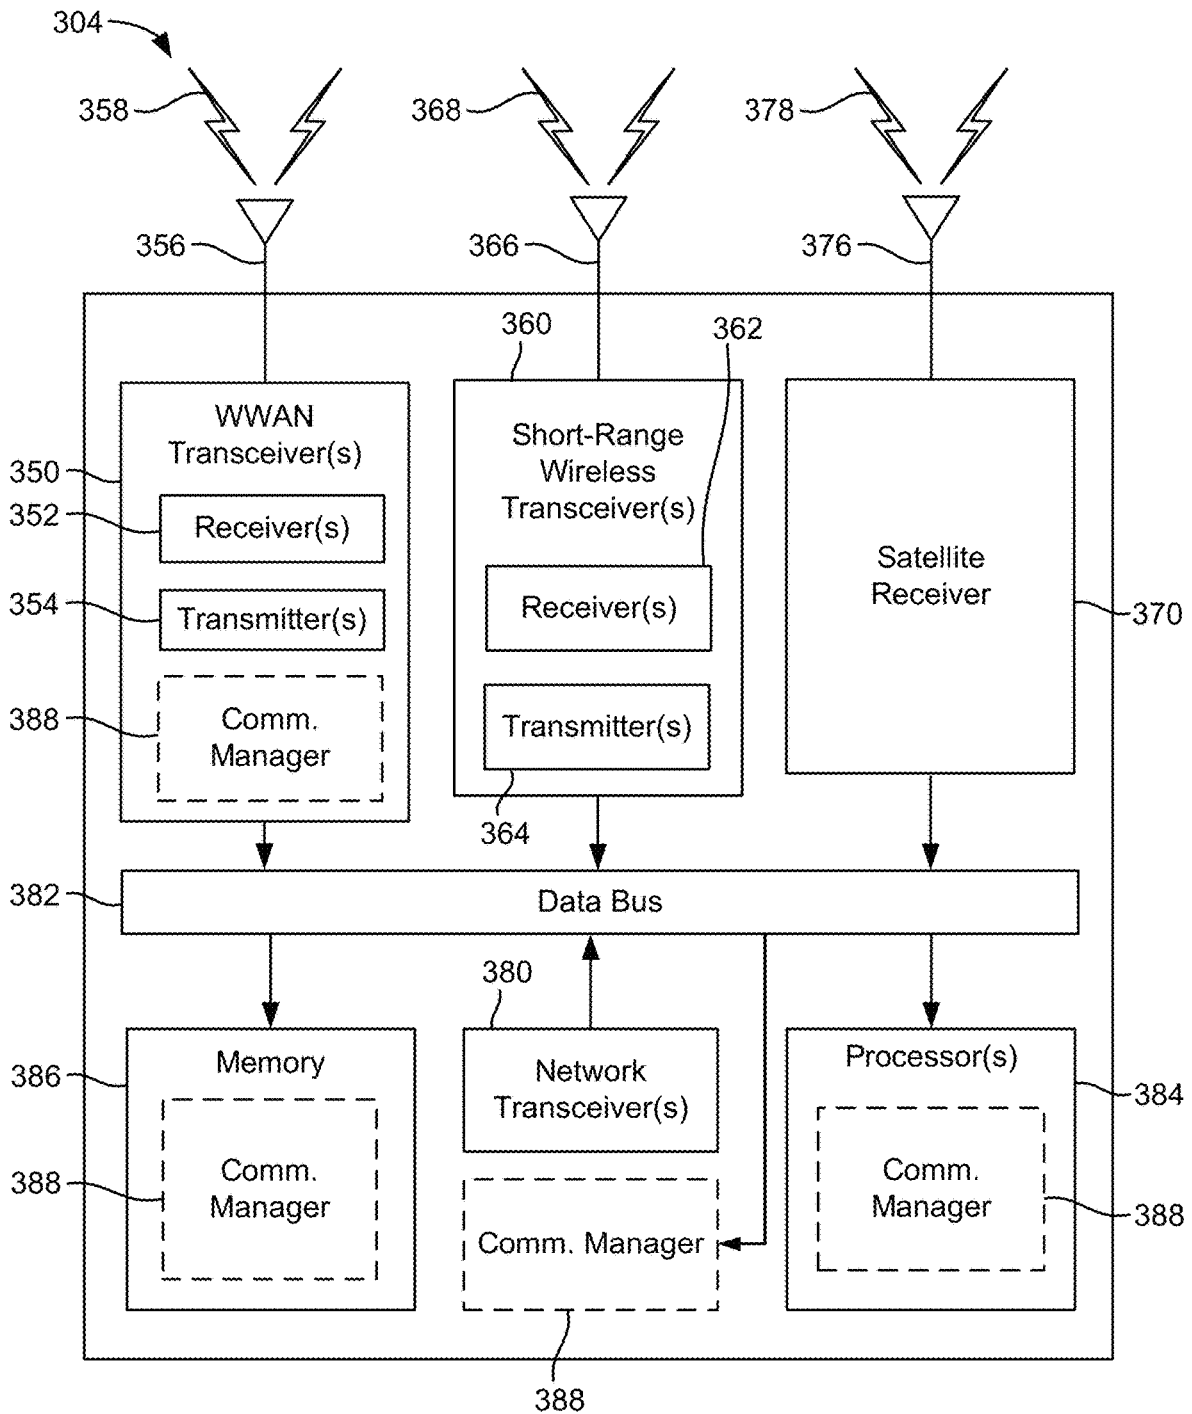 304
358
368
378
356
366
376
360
362
WWAN
Transceiver(s)
350
352
Receiver(s)
354
Transmitter(s)
388
Comm.
Manager
Short-Range
Wireless
Transceiver(s)
Receiver(s)
Transmitter(s)
364
Satellite
Receiver
370
382
Data Bus
380
386
Memory
388
Comm.
Manager
Network
Transceiver(s)
Comm. Manager
388
Processor(s)
384
Comm.
Manager
388